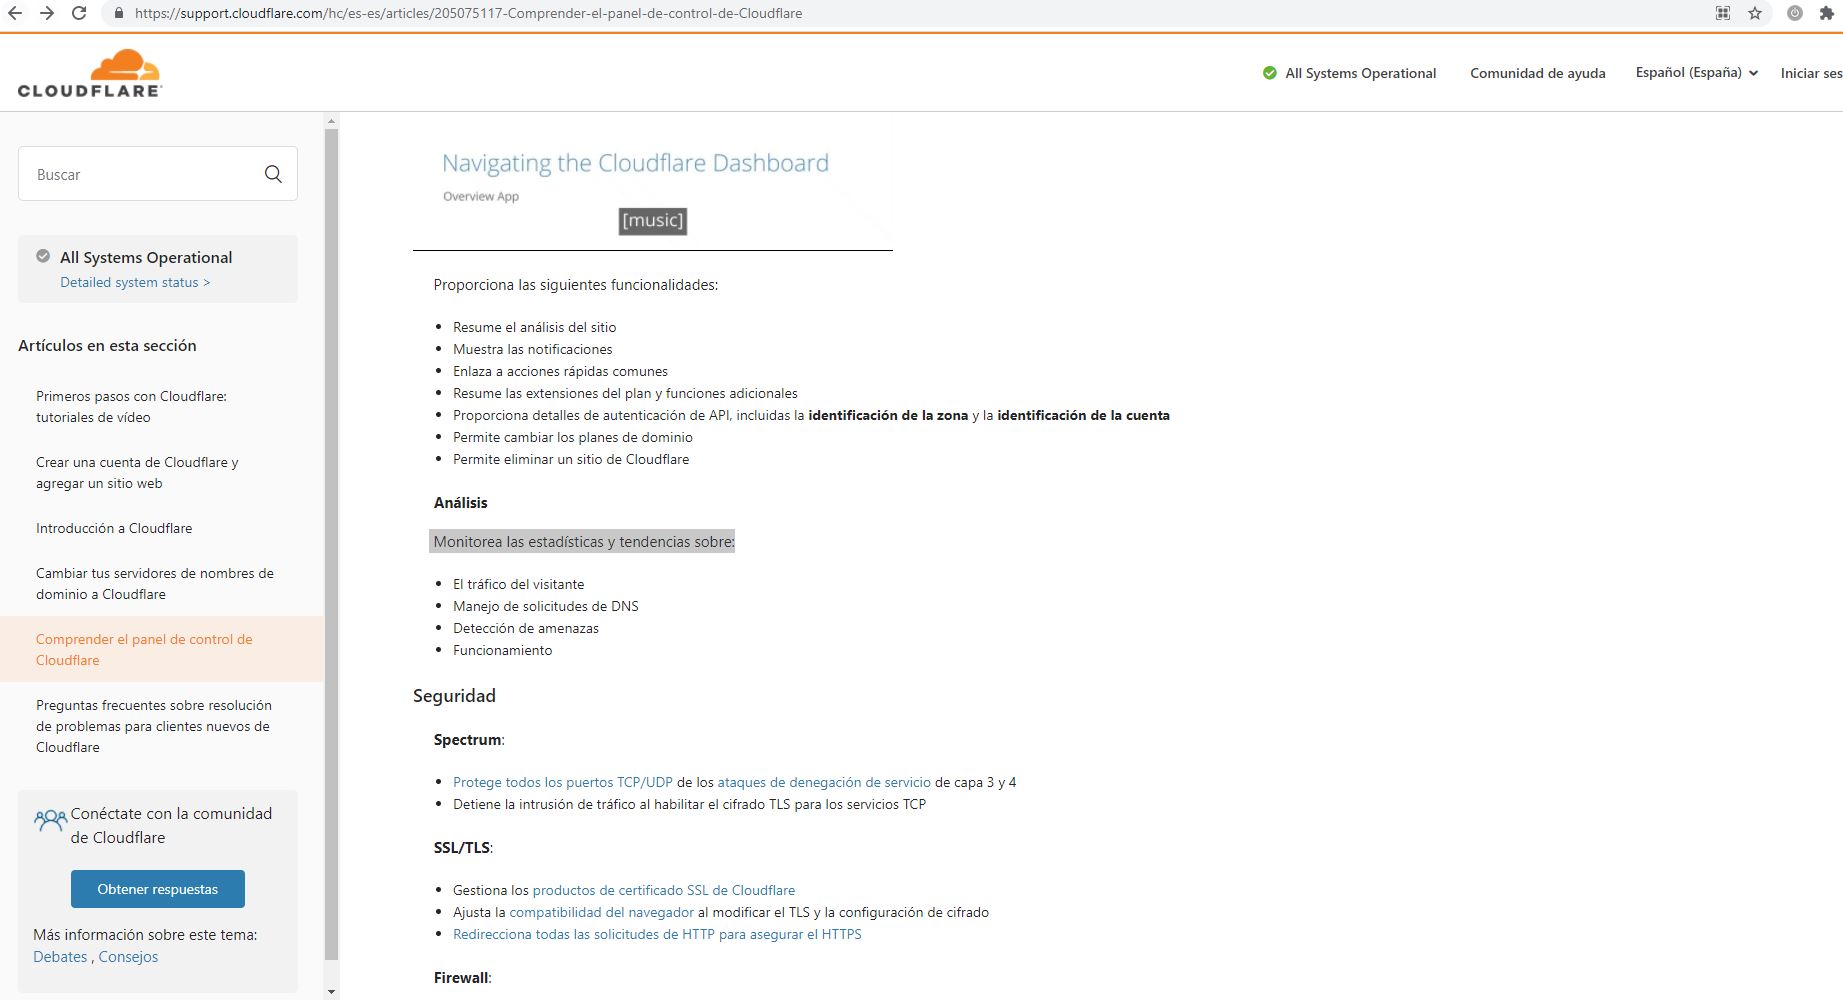 https://support.cloudflare.com/hc/es-es/articles/205075117-Comprender-el-panel-de-control-de-Cloudflare
CLOUDFLARE
All Systems Operational
Comunidad de ayuda
Español (España)
Iniciar ses
Buscar
All Systems Operational
Detailed system status >
Artículos en esta sección
Primeros pasos con Cloudflare:
tutoriales de vídeo
Crear una cuenta de Cloudflare y
agregar un sitio web
Introducción a Cloudflare
Cambiar tus servidores de nombres de
dominio a Cloudflare
Comprender el panel de control de
Cloudflare
Preguntas frecuentes sobre resolución
de problemas para clientes nuevos de
Cloudflare
Conéctate con la comunidad
de Cloudflare
Obtener respuestas
Más información sobre este tema:
Debates , Consejos
Navigating the Cloudflare Dashboard
Overview App
[music]
Proporciona las siguientes funcionalidades:
Resume el análisis del sitio
Muestra las notificaciones
Enlaza a acciones rápidas comunes
Resume las extensiones del plan y funciones adicionales
Proporciona detalles de autenticación de API, incluidas la identificación de la zona y la identificación de la cuenta
Permite cambiar los planes de dominio
Permite eliminar un sitio de Cloudflare
Análisis
Monitorea las estadísticas y tendencias sobre:
El tráfico del visitante
Manejo de solicitudes de DNS
Detección de amenazas
Funcionamiento
Seguridad
Spectrum:
Protege todos los puertos TCP/UDP de los ataques de denegación de servicio de capa 3 y 4
Detiene la intrusión de tráfico al habilitar el cifrado TLS para los servicios TCP
SSL/TLS:
Gestiona los productos de certificado SSL de Cloudflare
Ajusta la compatibilidad del navegador al modificar el TLS y la configuración de cifrado
Redirecciona todas las solicitudes de HTTP para asegurar el HTTPS
Firewall: